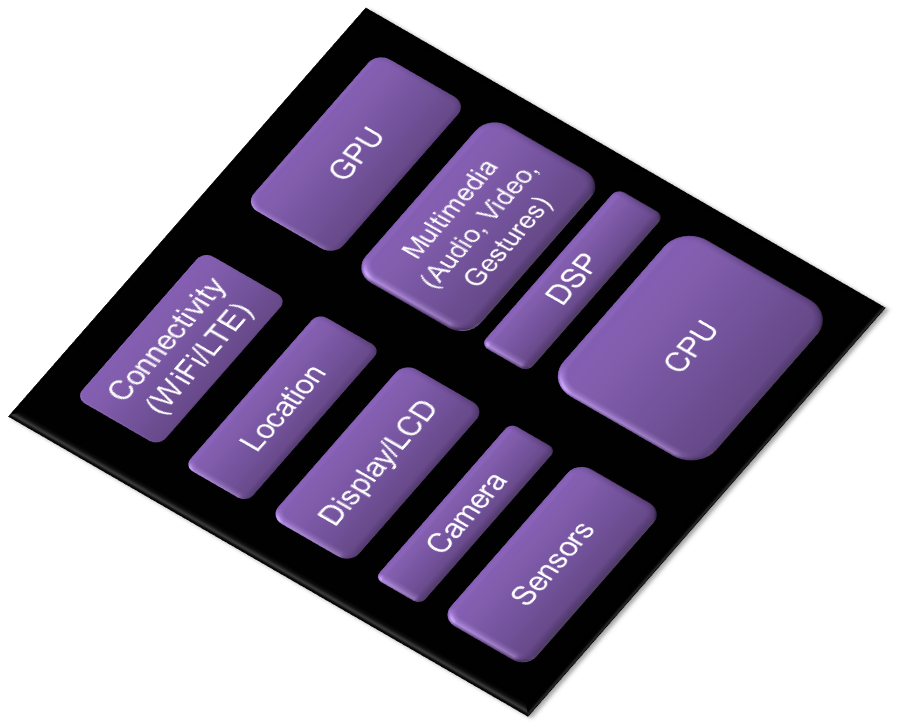 GPU
Multimedia
(Audio, Video,
Gestures)
DSP
CPU
Connectivity
(WiFi/LTE)
Location
Display/LCD
Camera
Sensors